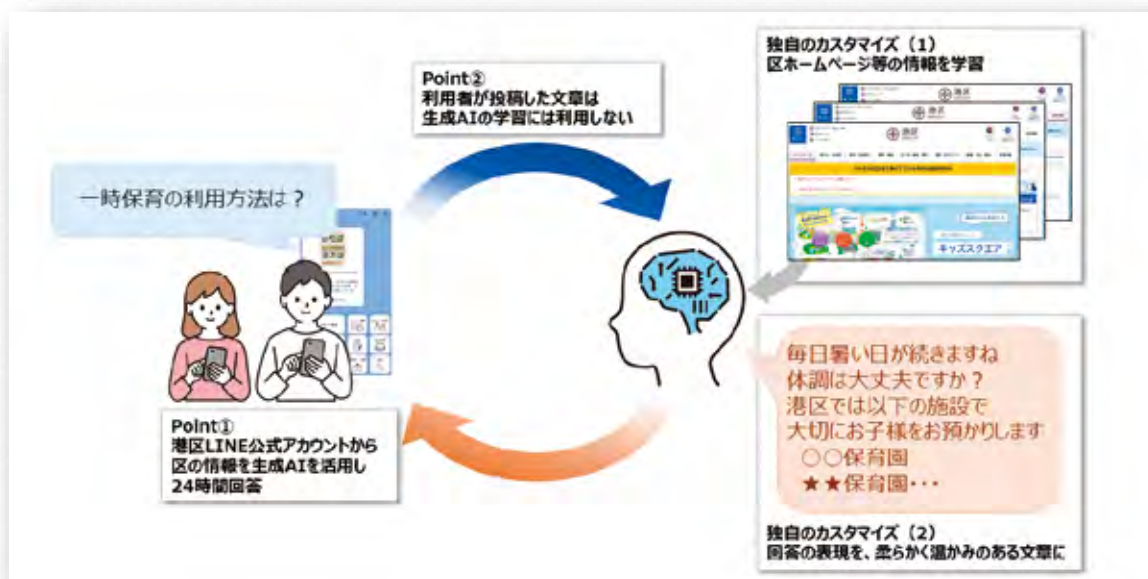 独自のカスタマイズ（1）
区ホームページ等の情報を学習
港区
港区
港区
キッズスクエア
Point②
利用者が投稿した文章は
生成AIの学習には利用しない
一時保育の利用方法は？
Point①
港区LINE公式アカウントから
区の情報を生成AIを活用し
24時間回答
毎日暑い日が続きますね
体調は大丈夫ですか？
港区では以下の施設で
大切にお子様をお預かりします
○○保育園
★★保育園・・・
独自のカスタマイズ（2）
回答の表現を、柔らかく温かみのある文章に